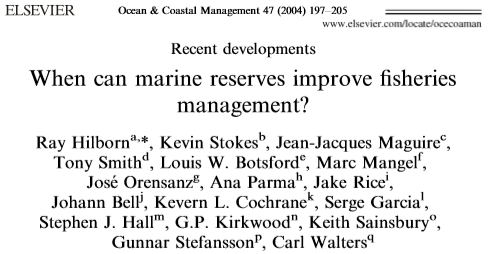 ELSEVIER
Ocean & Coastal Management 47 (2004) 197–205
www.elsevier.com/locate/ocecoaman
Recent developments
When can marine reserves improve fisheries
management?
Ray Hilborn^a,*, Kevin Stokes^b, Jean-Jacques Maguire^c,
Tony Smith^d, Louis W. Botsford^e, Marc Mangel^f,
José Orensanz^g, Ana Parma^h, Jake Rice^i,
Johann Bell^j, Kevern L. Cochrane^k, Serge Garcia^l,
Stephen J. Hall^m, G.P. Kirkwood^n, Keith Sainsbury^o,
Gunnar Stefansson^p, Carl Walters^q